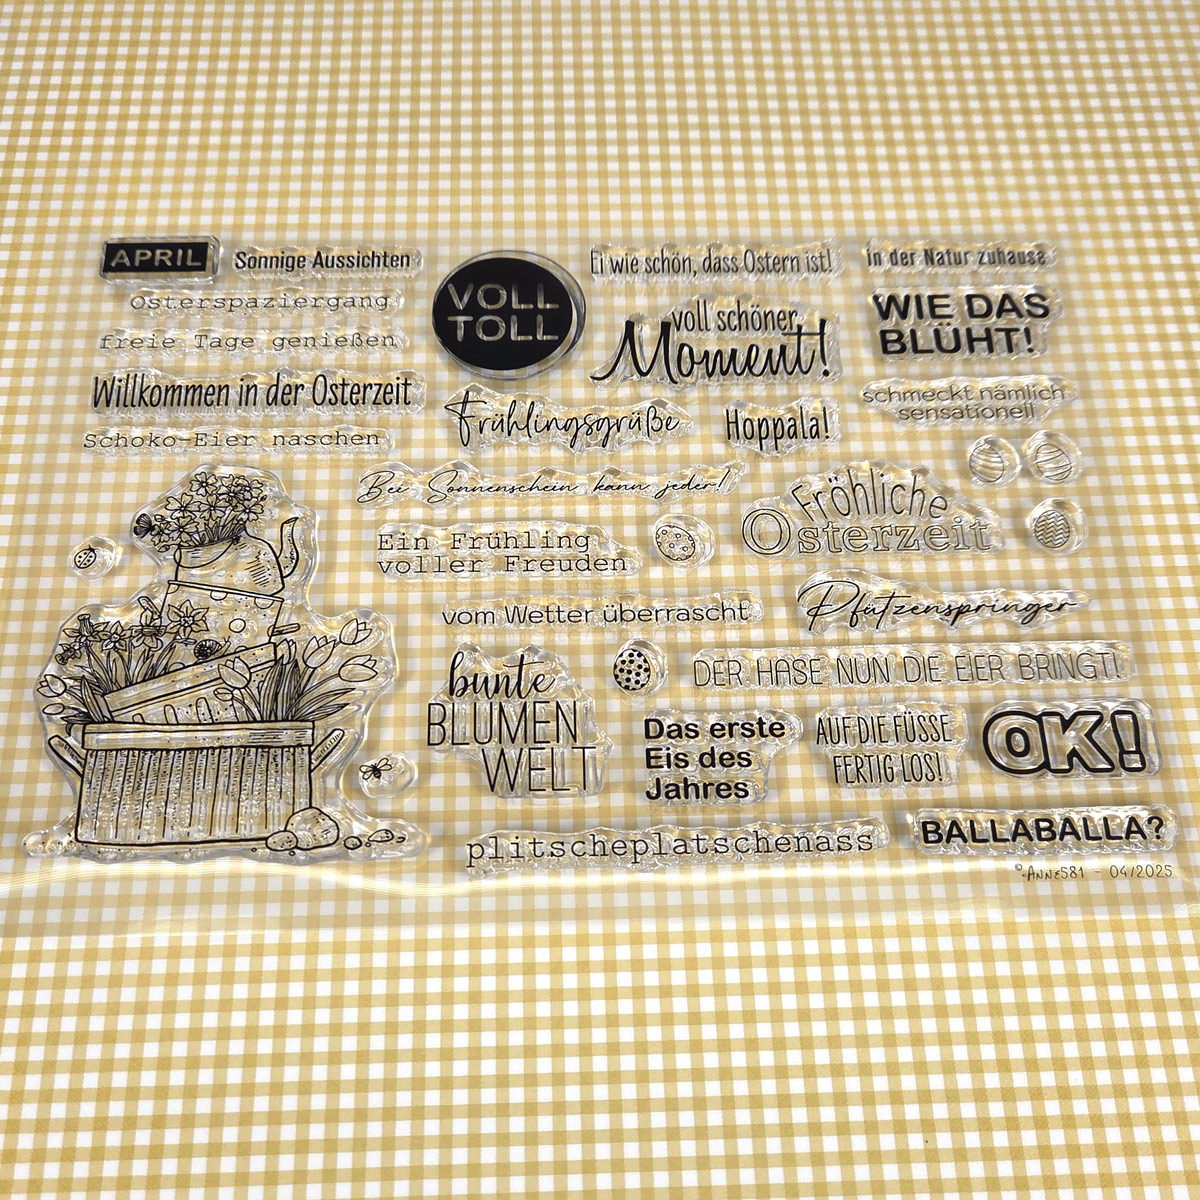 APRIL
Sonnige Aussichten
Osterspaziergang
freie Tage genießen
Willkommen in der Osterzeit
Schoko-Eier naschen
VOLL
TOLL
Ei wie schön, dass Ostern ist!
voll schöner
Moment!
in der Natur zuhause
WIE DAS
BLÜHT!
schmeckt nämlich
sensationell
Frühlingsgrüße
Hoppala!
Bei Sonnenschein kann jeder!
Ein Frühling
voller Freuden
Fröhliche
Osterzeit
vom Wetter überrascht
Pfützenspringer
bunte
BLUMEN
WELT
DER HASE NUN DIE EIER BRINGT!
Das erste
Eis des
Jahres
AUF DIE FÜSSE
FERTIG LOS!
OK!
plitscheplatschenass
BALLABALLA?
©ANNES81 - 04/2025